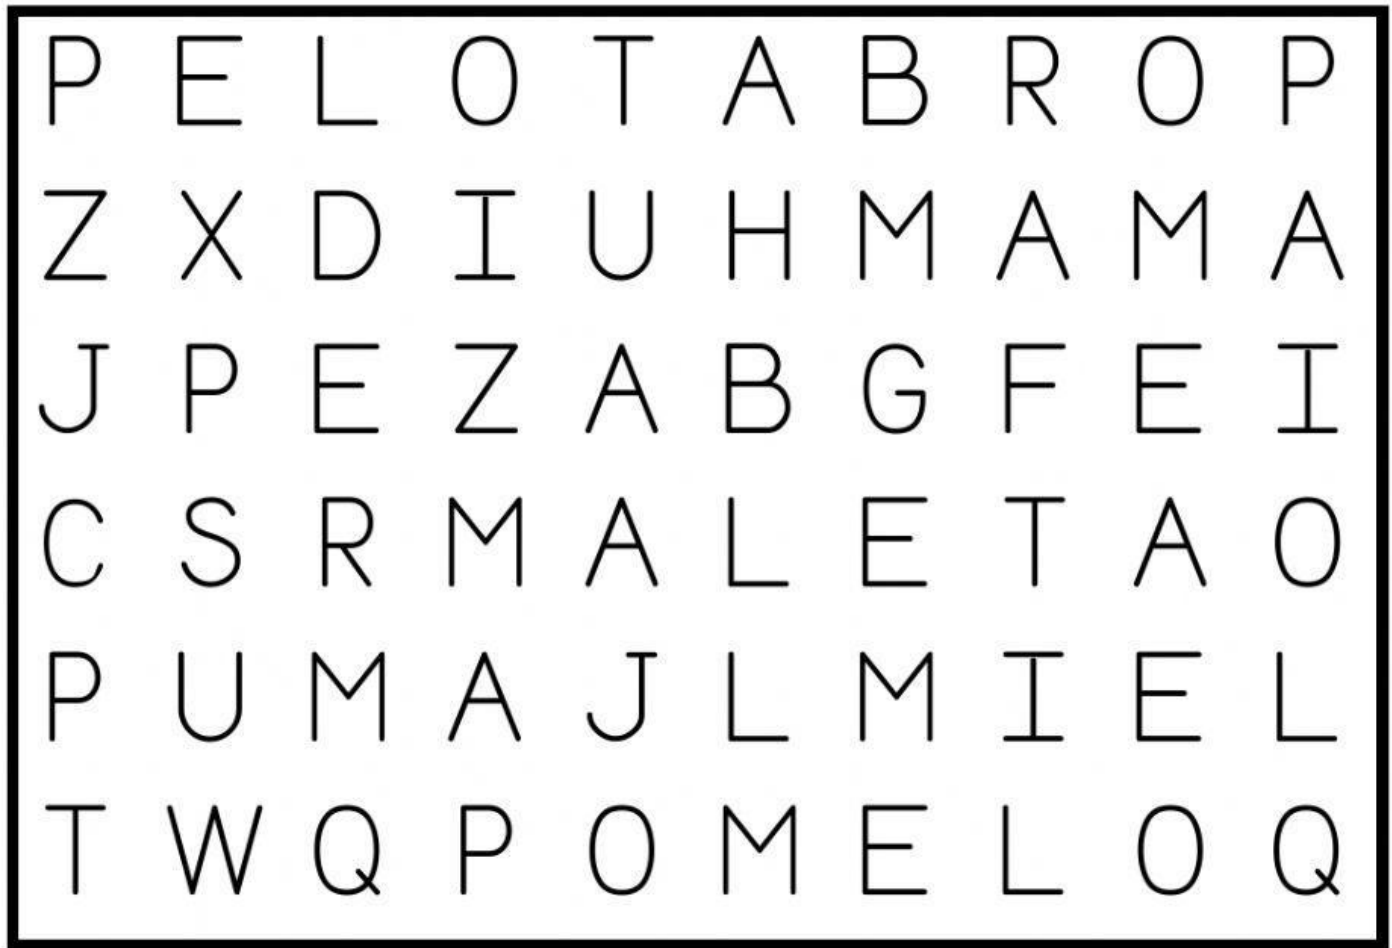 P E L O T A B R O P
Z X D I U H M A M A
J P E Z A B G F E I
C S R M A L E T A O
P U M A J L M I E L
T W Q P O M E L O Q